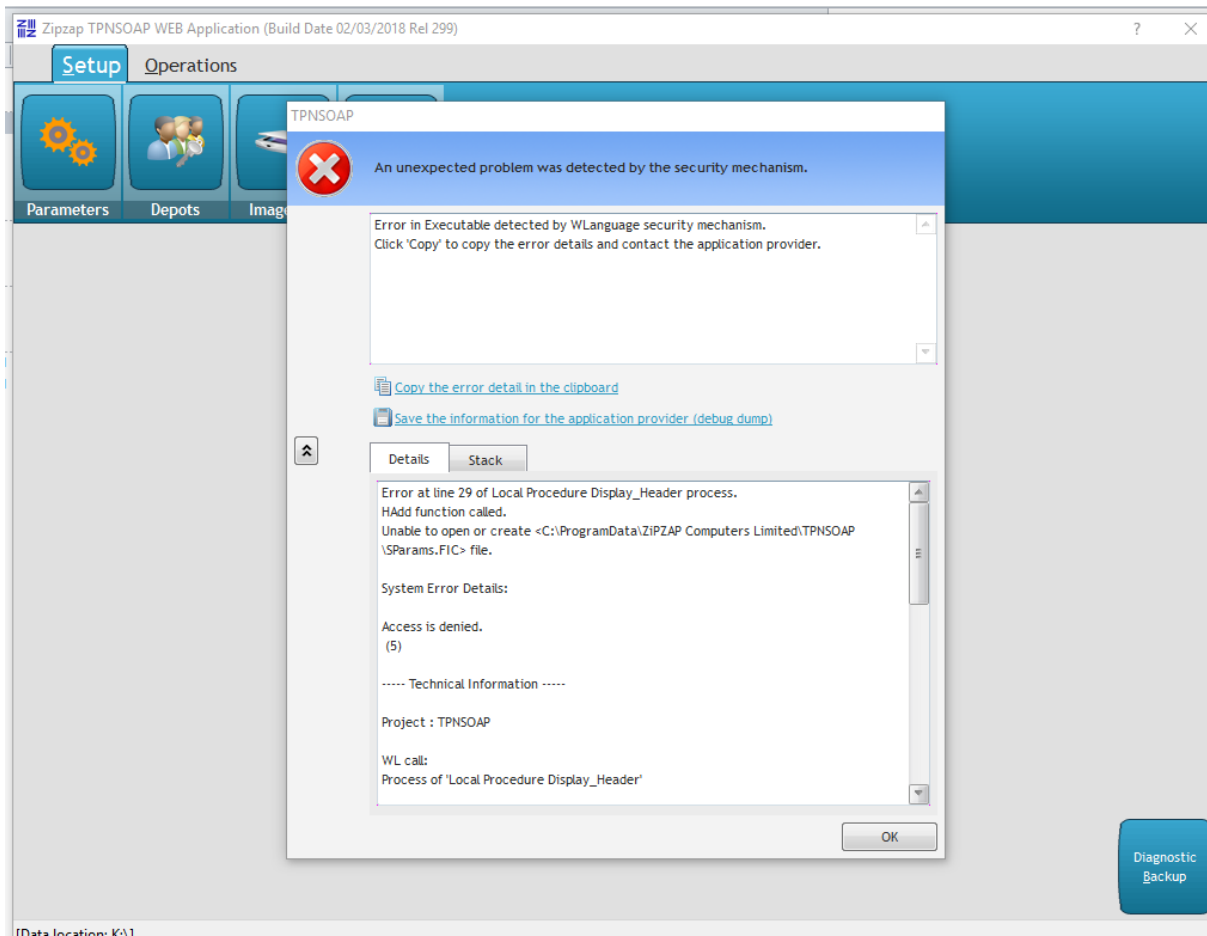 Zipzap TPNSOAP WEB Application (Build Date 02/03/2018 Rel 299)
Setup
Operations
Parameters
Depots
TPNSOAP
An unexpected problem was detected by the security mechanism.
Error in Executable detected by WLanguage security mechanism.
Click 'Copy' to copy the error details and contact the application provider.
Copy the error detail in the clipboard
Save the information for the application provider (debug dump)
Details
Stack
Error at line 29 of Local Procedure Display_Header process.
HAdd function called.
Unable to open or create <C:\ProgramData\ZiPZAP Computers Limited\TPNSOAP
\SParams.FIC> file.
System Error Details:
Access is denied.
(5)
----- Technical Information -----
Project : TPNSOAP
WL call:
Process of 'Local Procedure Display_Header'
OK
Diagnostic
Backup
[Data location: K:\]